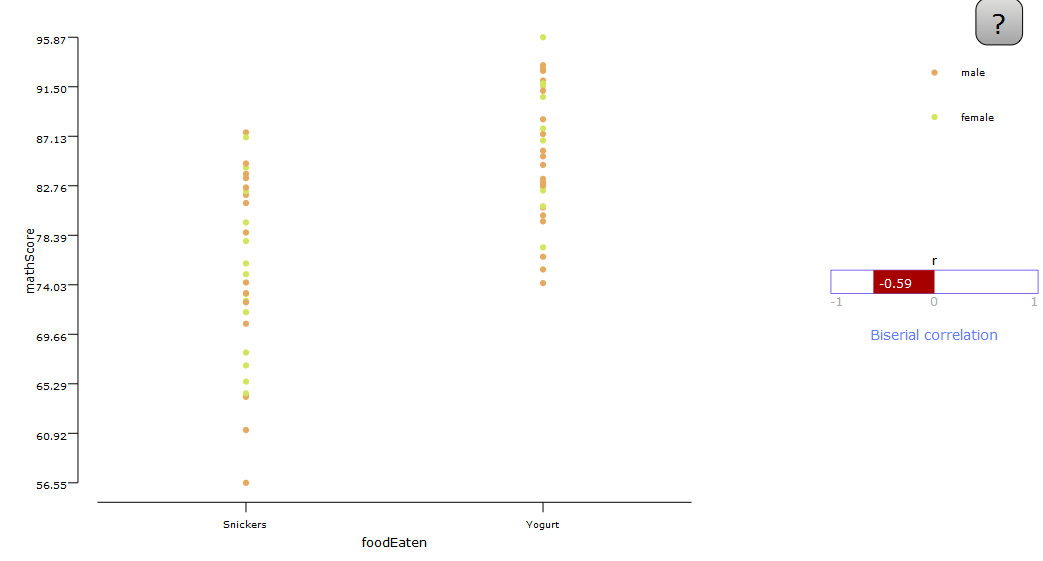 ?
95.87
91.50
87.13
82.76
78.39
74.03
69.66
65.29
60.92
56.55
mathScore
Snickers
Yogurt
foodEaten
male
female
r
-0.59
-1
0
1
Biserial correlation